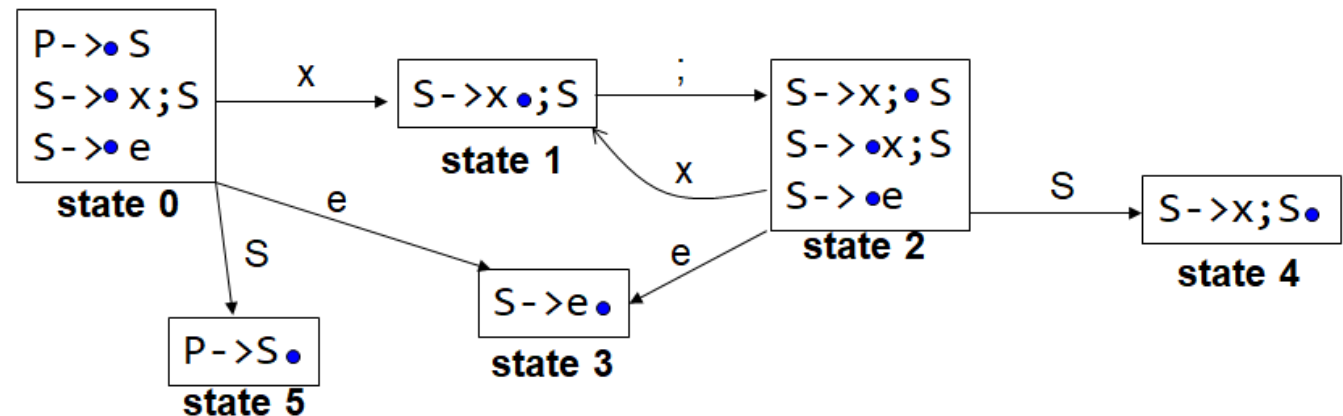 P->• S
S->• x;S
S->• e
state 0
x
S->x •;S
state 1
;
S->x;• S
S-> •x;S
S-> •e
state 2
x
e
S
e
S
S->x;S•
state 4
S->e•
state 3
P->S•
state 5